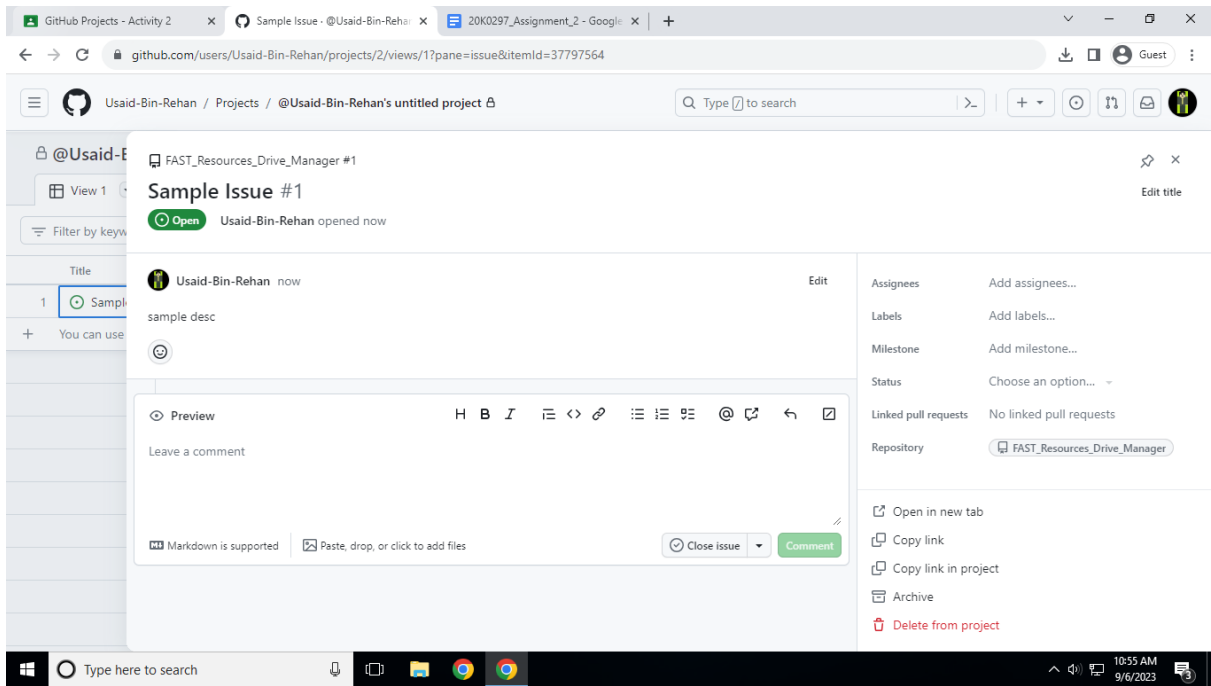 GitHub Projects - Activity 2
Sample Issue · @Usaid-Bin-Rehan
20K0297_Assignment_2 - Google
github.com/users/Usaid-Bin-Rehan/projects/2/views/1?pane=issue&itemId=37797564
Guest
Usaid-Bin-Rehan / Projects / @Usaid-Bin-Rehan's untitled project
Type / to search
@Usaid-B
View 1
Filter by keyw
Title
1 Sample
+ You can use
FAST_Resources_Drive_Manager #1
Sample Issue #1
Edit title
Open
Usaid-Bin-Rehan opened now
Usaid-Bin-Rehan now
Edit
sample desc
Preview
H B I
Leave a comment
Markdown is supported
Paste, drop, or click to add files
Close issue
Comment
Assignees Add assignees...
Labels Add labels...
Milestone Add milestone...
Status Choose an option...
Linked pull requests No linked pull requests
Repository FAST_Resources_Drive_Manager
Open in new tab
Copy link
Copy link in project
Archive
Delete from project
Type here to search
10:55 AM
9/6/2023
3